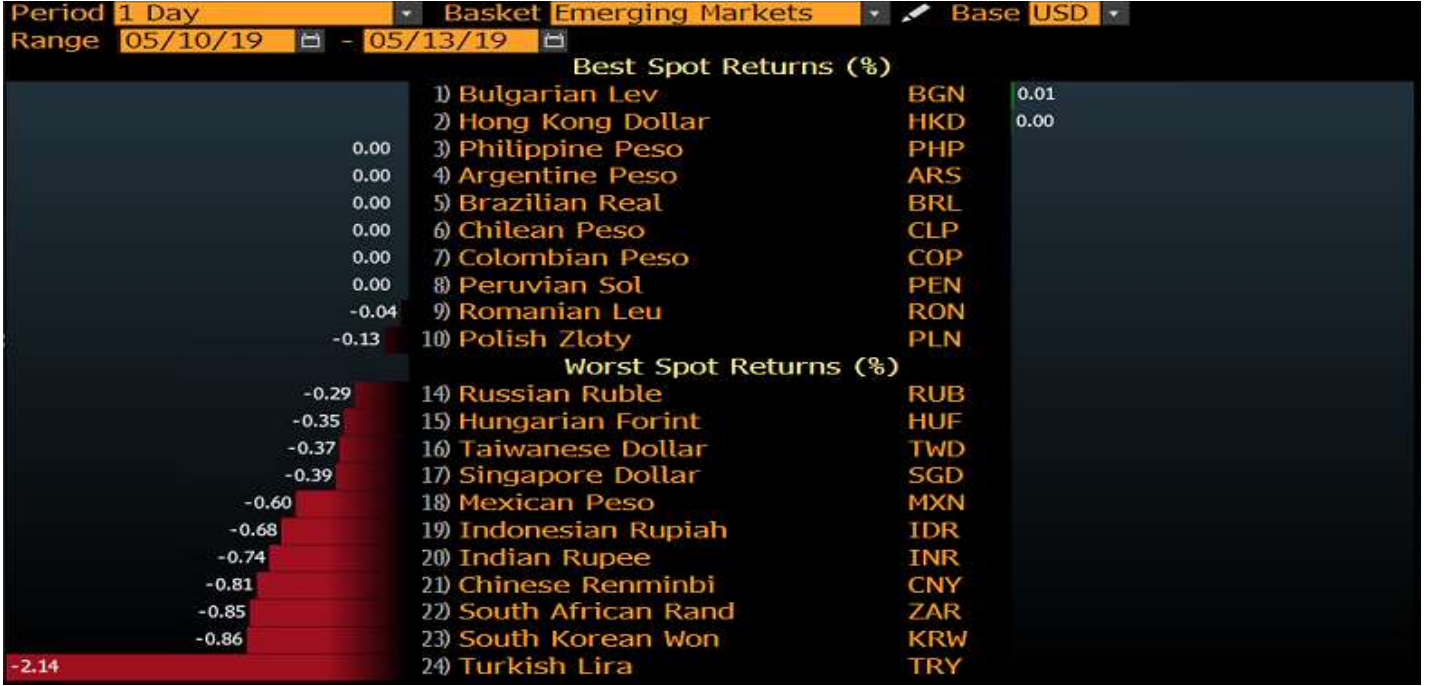 Period 1 Day Basket Emerging Markets Base USD
Range 05/10/19 - 05/13/19
Best Spot Returns (%)
1) Bulgarian Lev BGN 0.01
2) Hong Kong Dollar HKD 0.00
0.00 3) Philippine Peso PHP
0.00 4) Argentine Peso ARS
0.00 5) Brazilian Real BRL
0.00 6) Chilean Peso CLP
0.00 7) Colombian Peso COP
0.00 8) Peruvian Sol PEN
-0.04 9) Romanian Leu RON
-0.13 10) Polish Zloty PLN
Worst Spot Returns (%)
-0.29 14) Russian Ruble RUB
-0.35 15) Hungarian Forint HUF
-0.37 16) Taiwanese Dollar TWD
-0.39 17) Singapore Dollar SGD
-0.60 18) Mexican Peso MXN
-0.68 19) Indonesian Rupiah IDR
-0.74 20) Indian Rupee INR
-0.81 21) Chinese Renminbi CNY
-0.85 22) South African Rand ZAR
-0.86 23) South Korean Won KRW
-2.14 24) Turkish Lira TRY